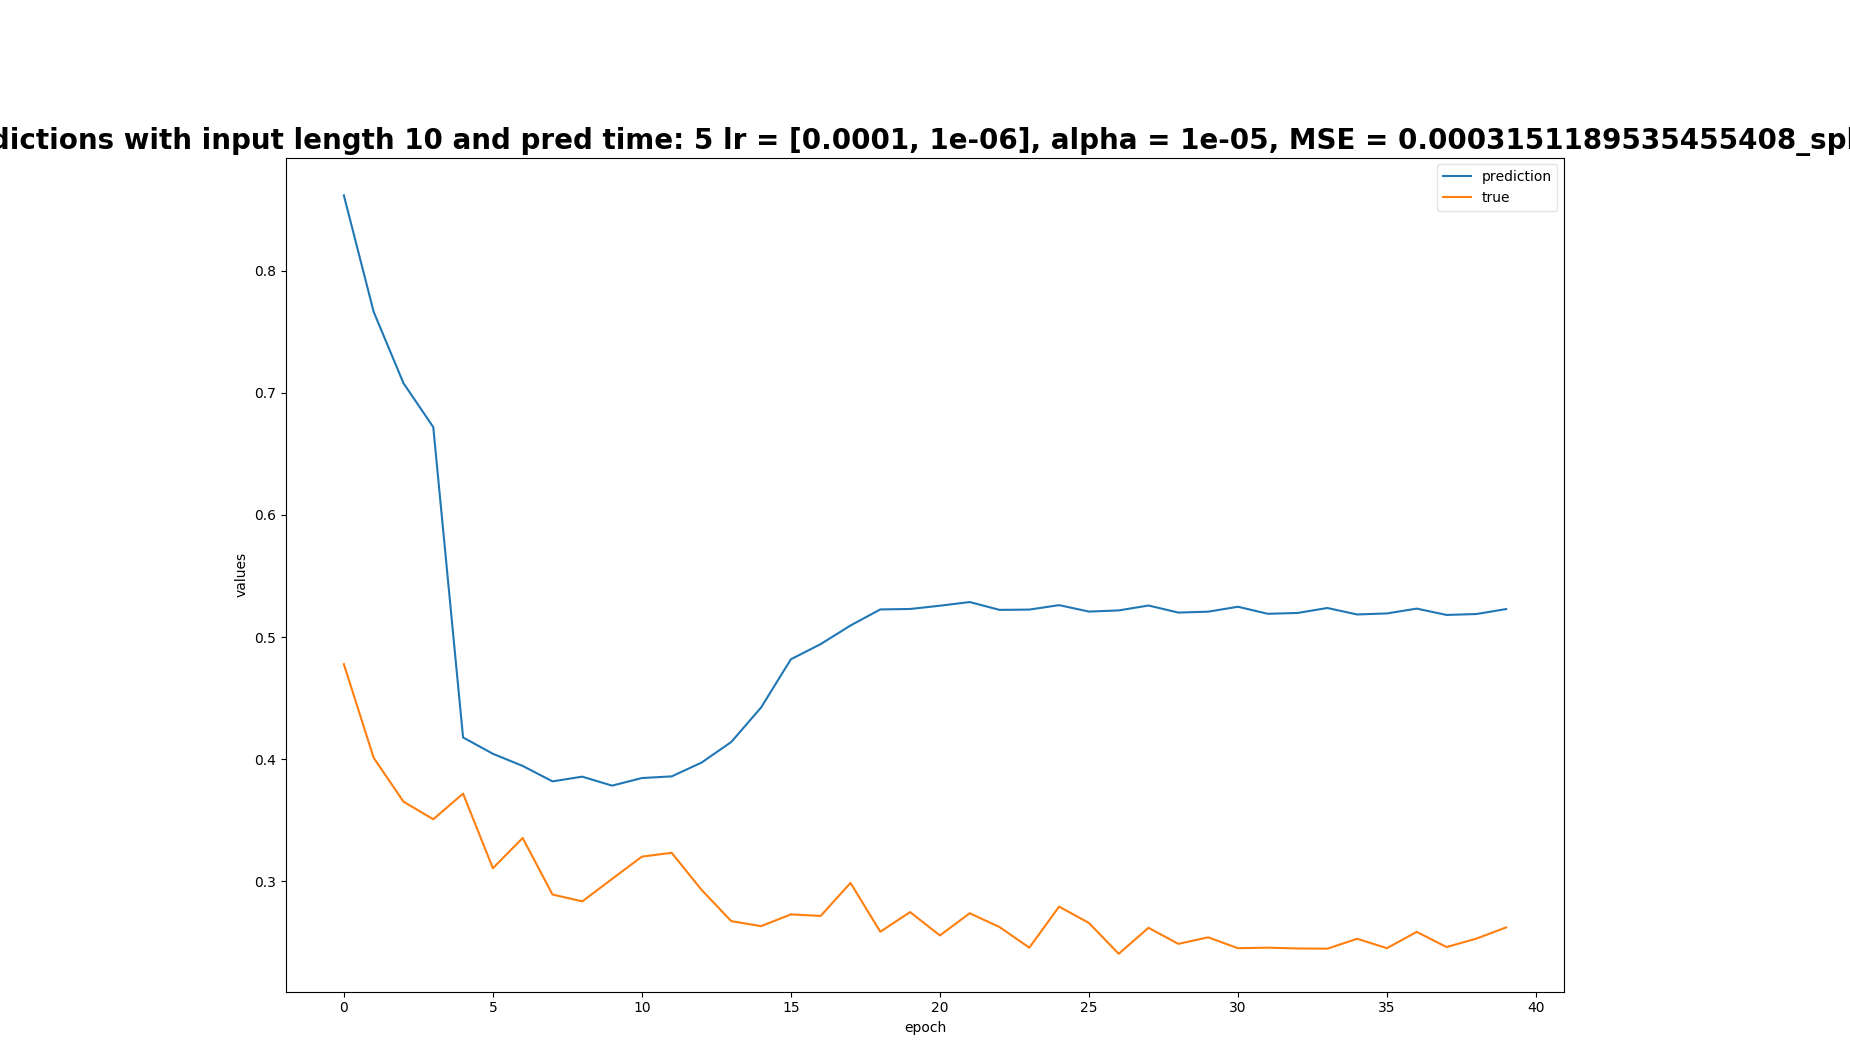 dictions with input length 10 and pred time: 5 lr = [0.0001, 1e-06], alpha = 1e-05, MSE = 0.0003151189535455408_spl
prediction
true
0.8
0.7
0.6
0.5
0.4
0.3
values
0 5 10 15 20 25 30 35 40
epoch